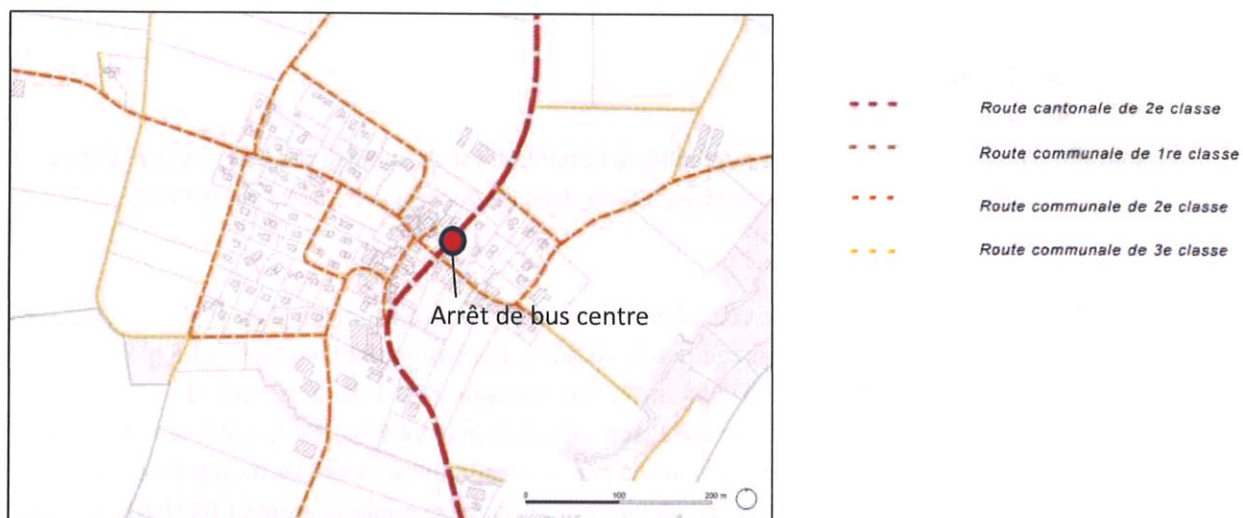 Arrêt de bus centre
0 100 200 m
Route cantonale de 2e classe
Route communale de 1re classe
Route communale de 2e classe
Route communale de 3e classe